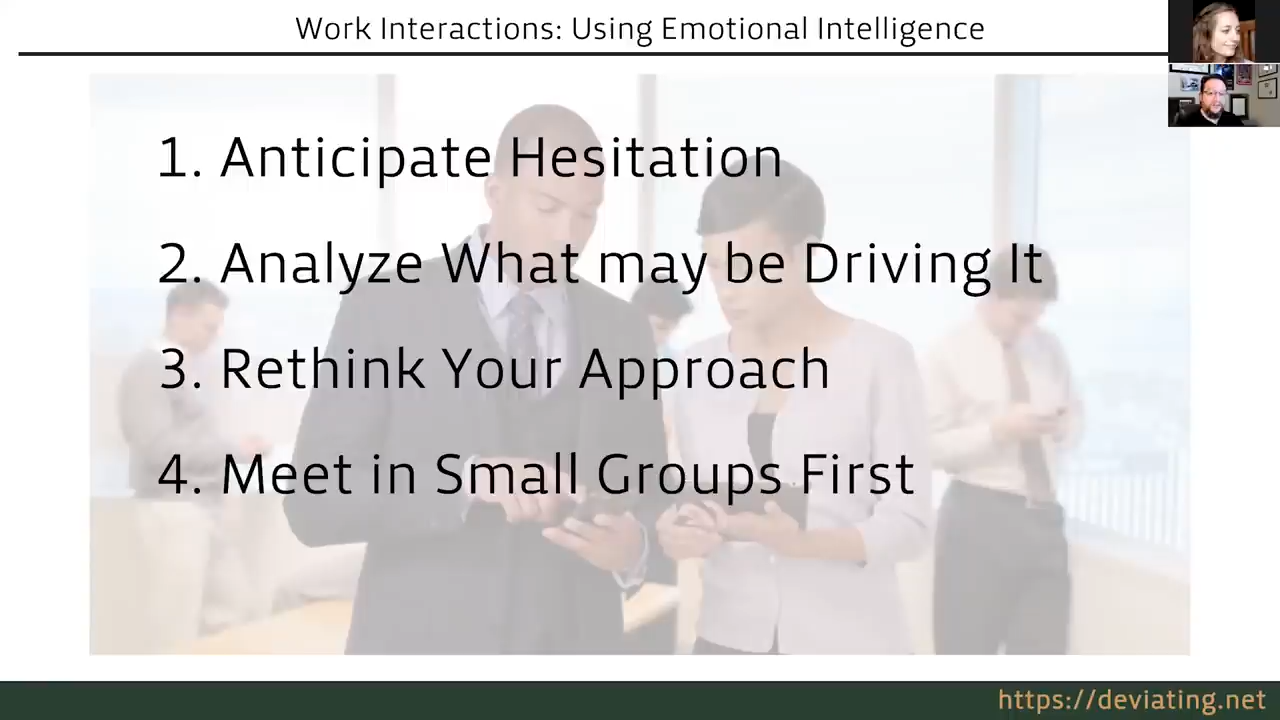 Work Interactions: Using Emotional Intelligence
1. Anticipate Hesitation
2. Analyze What may be Driving It
3. Rethink Your Approach
4. Meet in Small Groups First
https://deviating.net